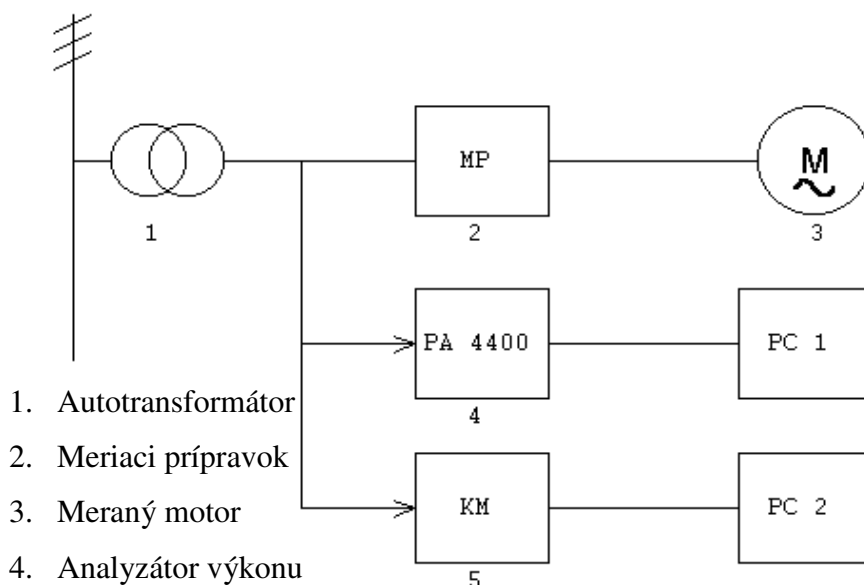 MP
M
1
2
3
PA 4400
PC 1
4
KM
PC 2
5
1. Autotransformátor
2. Meriaci prípravok
3. Meraný motor
4. Analyzátor výkonu